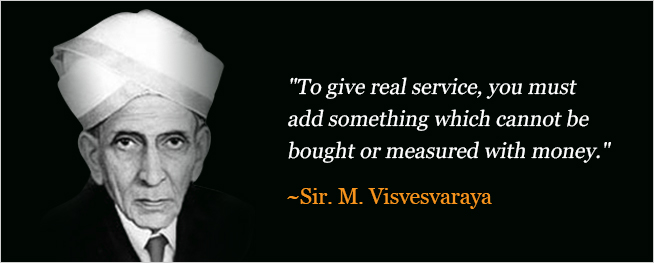 "To give real service, you must
add something which cannot be
bought or measured with money."
~Sir. M. Visvesvaraya